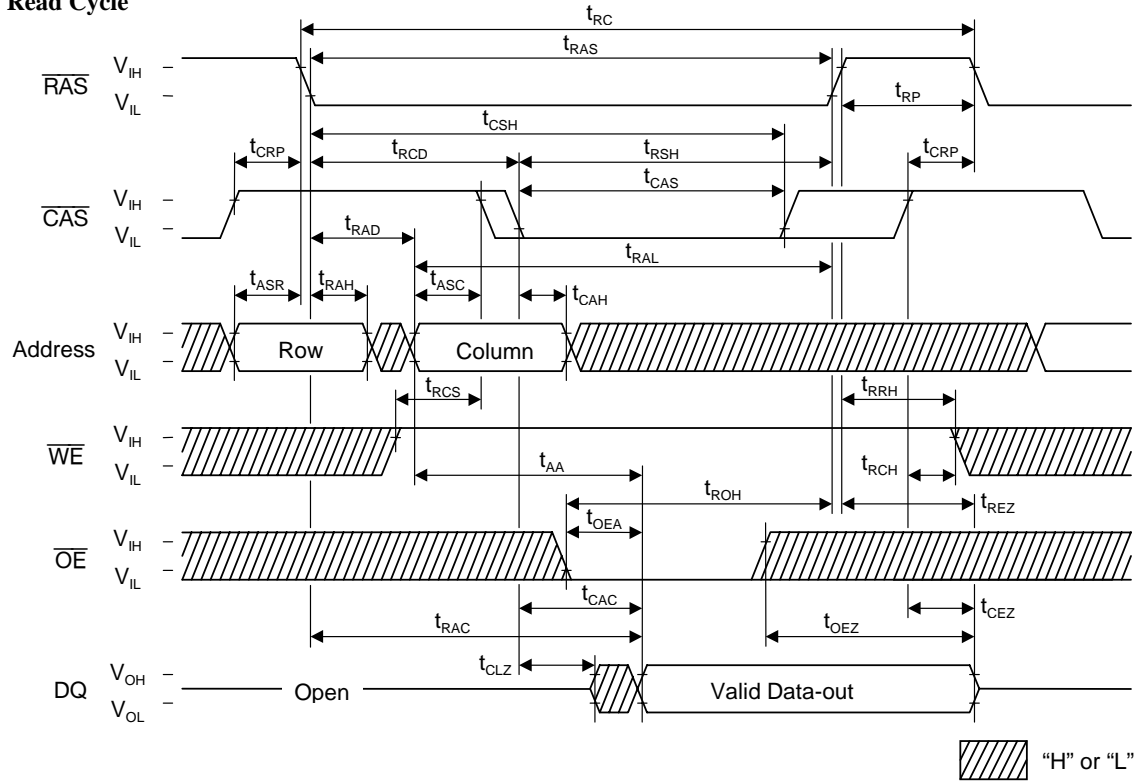 Read Cycle
tRC
tRAS
RAS
VIH
VIL
tRP
tCSH
tCRP
tRCD
tRSH
tCRP
tCAS
CAS
VIH
VIL
tRAD
tRAL
tASR
tRAH
tASC
tCAH
Address
VIH
VIL
Row
Column
tRCS
tRRH
WE
VIH
VIL
tAA
tRCH
tROH
tREZ
tOEA
OE
VIH
VIL
tCAC
tCEZ
tRAC
tOEZ
tCLZ
DQ
VOH
VOL
Open
Valid Data-out
“H” or “L”